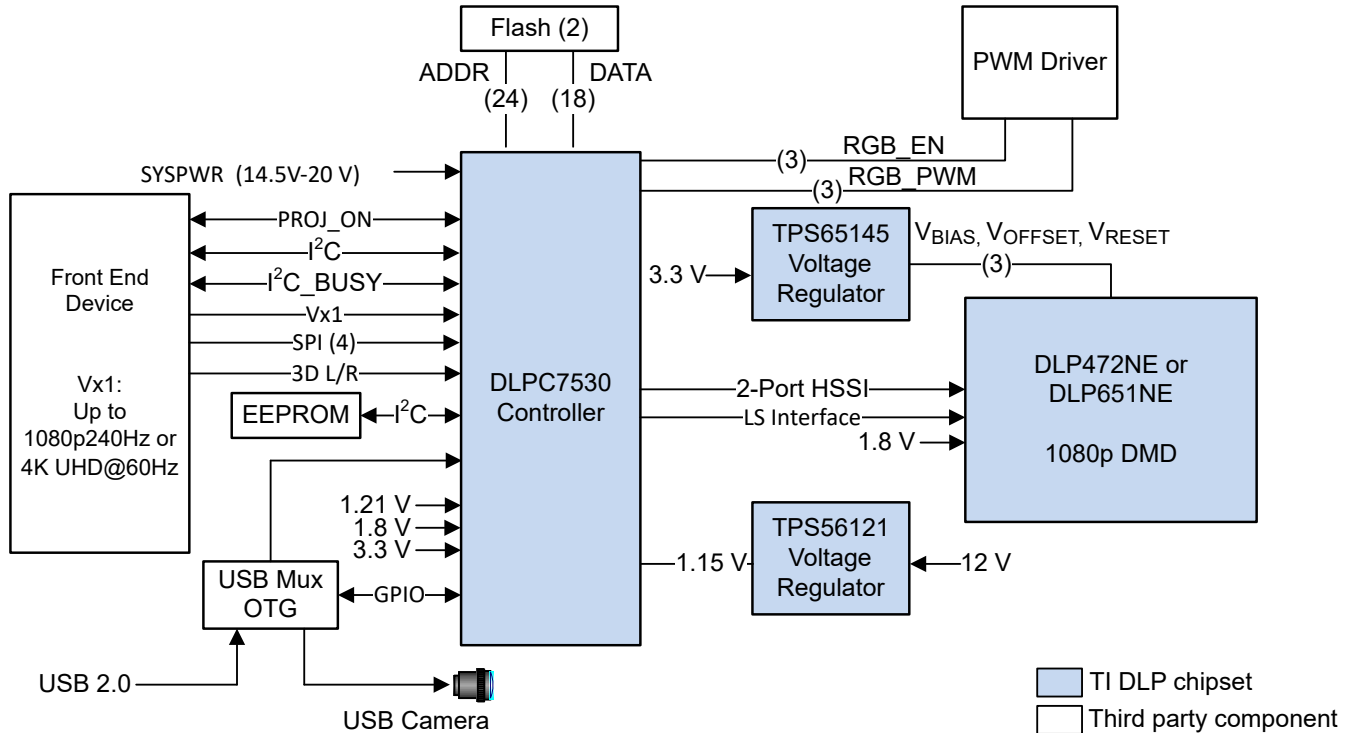 Flash (2)
ADDR
DATA
(24)
(18)
PWM Driver
RGB_EN
(3)
RGB_PWM
(3)
SYSPWR (14.5V-20 V)
Front End
Device
Vx1:
Up to
1080p240Hz or
4K UHD@60Hz
PROJ_ON
I²C
I²C_BUSY
Vx1
SPI (4)
3D L/R
EEPROM
I²C
DLPC7530
Controller
1.21 V
1.8 V
3.3 V
USB Mux
OTG
GPIO
USB 2.0
USB Camera
3.3 V
TPS65145
Voltage
Regulator
VBIAS, VOFFSET, VRESET
(3)
2-Port HSSI
LS Interface
1.8 V
DLP472NE or
DLP651NE
1080p DMD
1.15 V
TPS56121
Voltage
Regulator
12 V
TI DLP chipset
Third party component